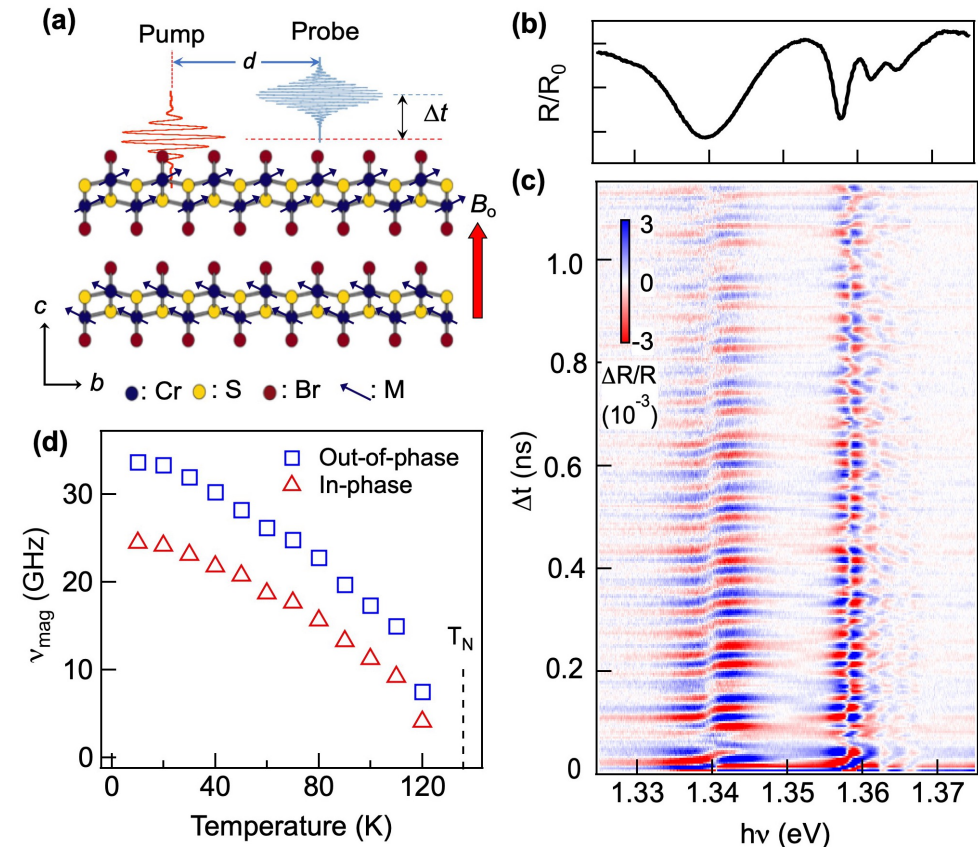 (a)
Pump
Probe
d
Δt
B₀
c
b
: Cr : S : Br : M
(b)
R/R₀
(c)
3
0
-3
ΔR/R
(10⁻³)
1.0
0.8
0.6
0.4
0.2
0
Δt (ns)
1.33 1.34 1.35 1.36 1.37
hν (eV)
(d)
Out-of-phase
In-phase
T_N
30
20
10
0
ν_mag (GHz)
0 40 80 120
Temperature (K)